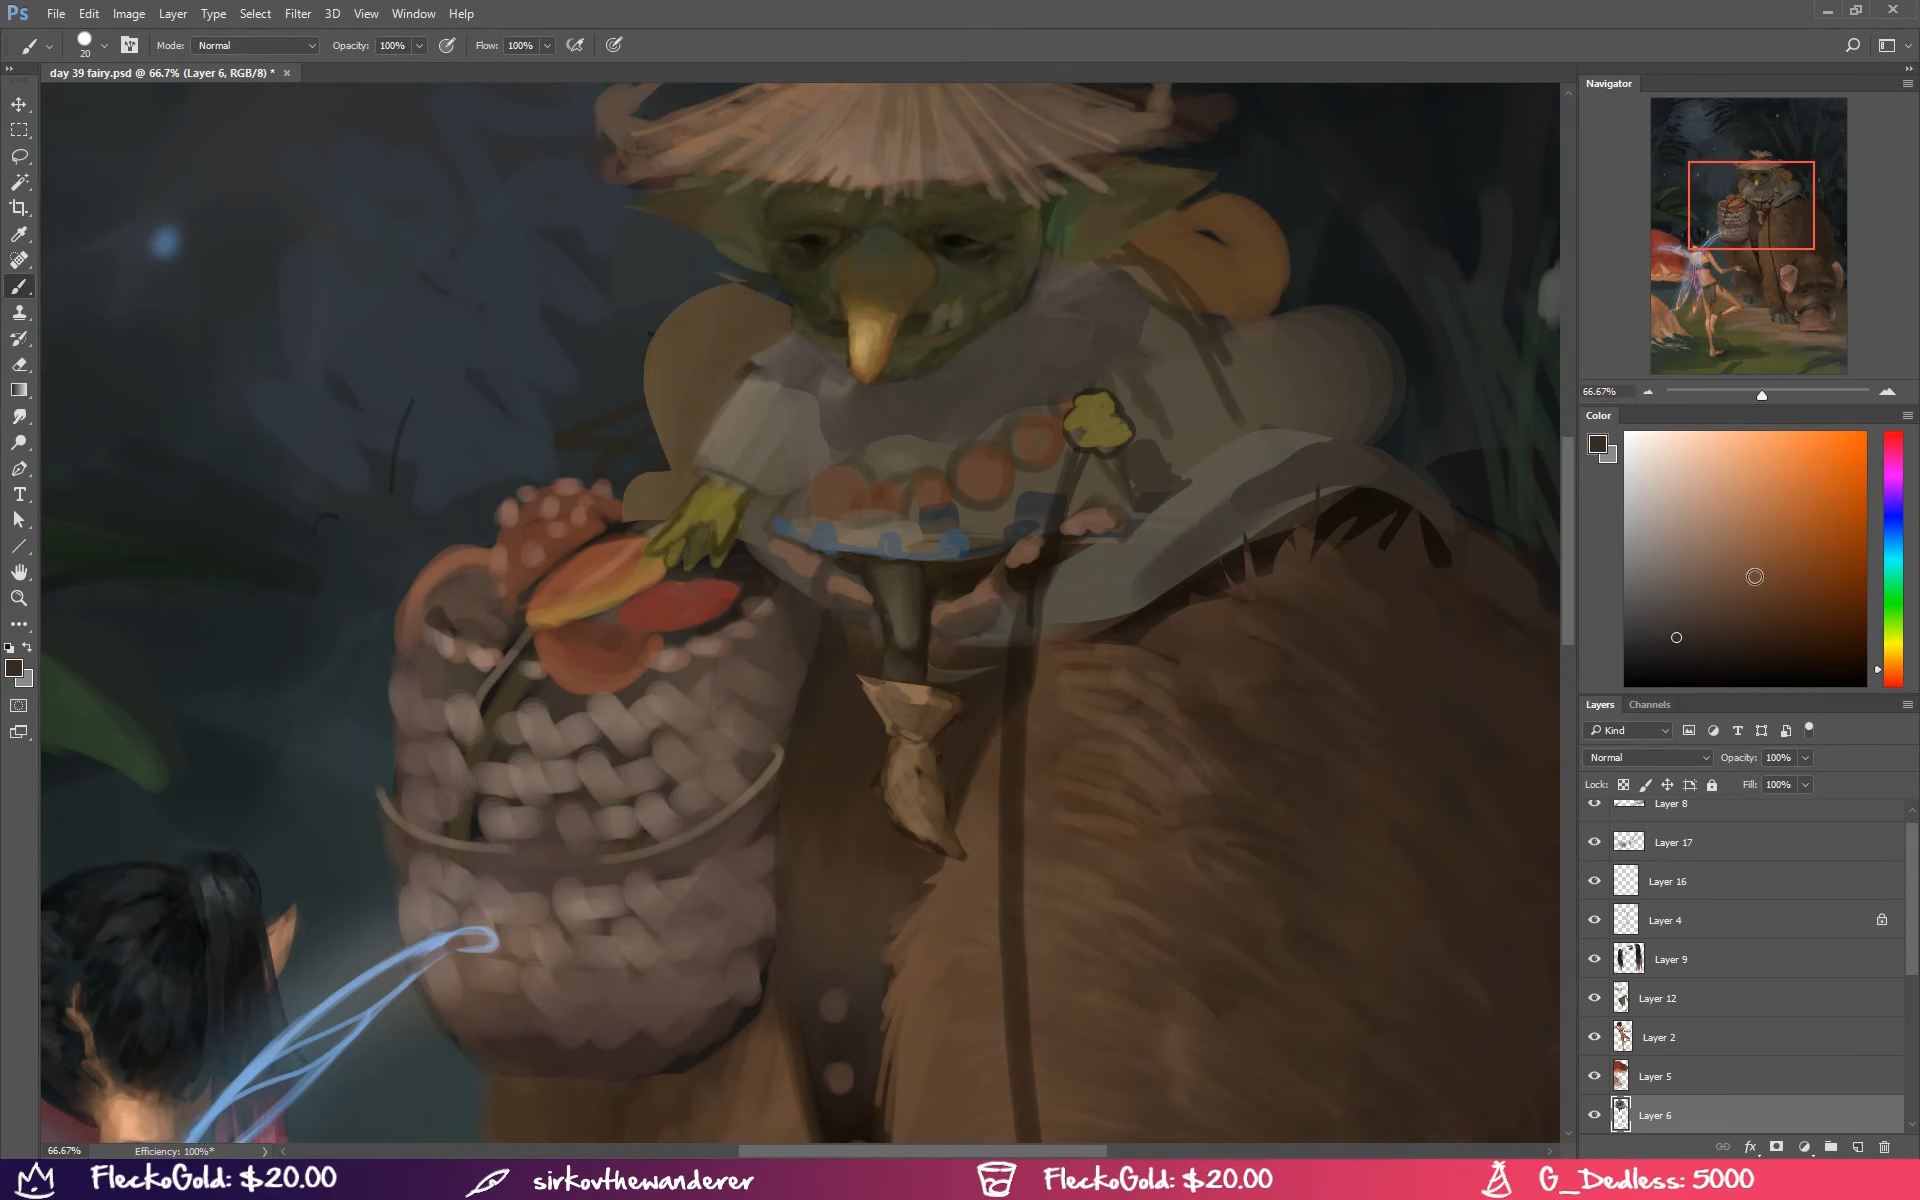 Ps File Edit Image Layer Type Select Filter 3D View Window Help
20 Mode: Normal Opacity: 100% Flow: 100%
day 39 fairy.psd @ 66.7% (Layer 6, RGB/8) *
Navigator
66.67%
Color
Layers Channels
Kind
Normal Opacity: 100%
Lock: Fill: 100%
Layer 8
Layer 17
Layer 16
Layer 4
Layer 9
Layer 12
Layer 2
Layer 5
Layer 6
66.67% Efficiency: 100%*
FleckoGold: $20.00 sirkovthewanderer FleckoGold: $20.00 G_Dedless: 5000